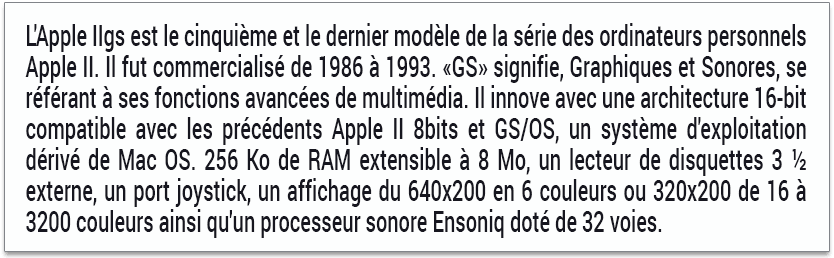 L'Apple IIgs est le cinquième et le dernier modèle de la série des ordinateurs personnels
Apple II. Il fut commercialisé de 1986 à 1993. «GS» signifie, Graphiques et Sonores, se
référant à ses fonctions avancées de multimédia. Il innove avec une architecture 16-bit
compatible avec les précédents Apple II 8bits et GS/OS, un système d'exploitation
dérivé de Mac OS. 256 Ko de RAM extensible à 8 Mo, un lecteur de disquettes 3 ½
externe, un port joystick, un affichage du 640x200 en 6 couleurs ou 320x200 de 16 à
3200 couleurs ainsi qu'un processeur sonore Ensoniq doté de 32 voies.